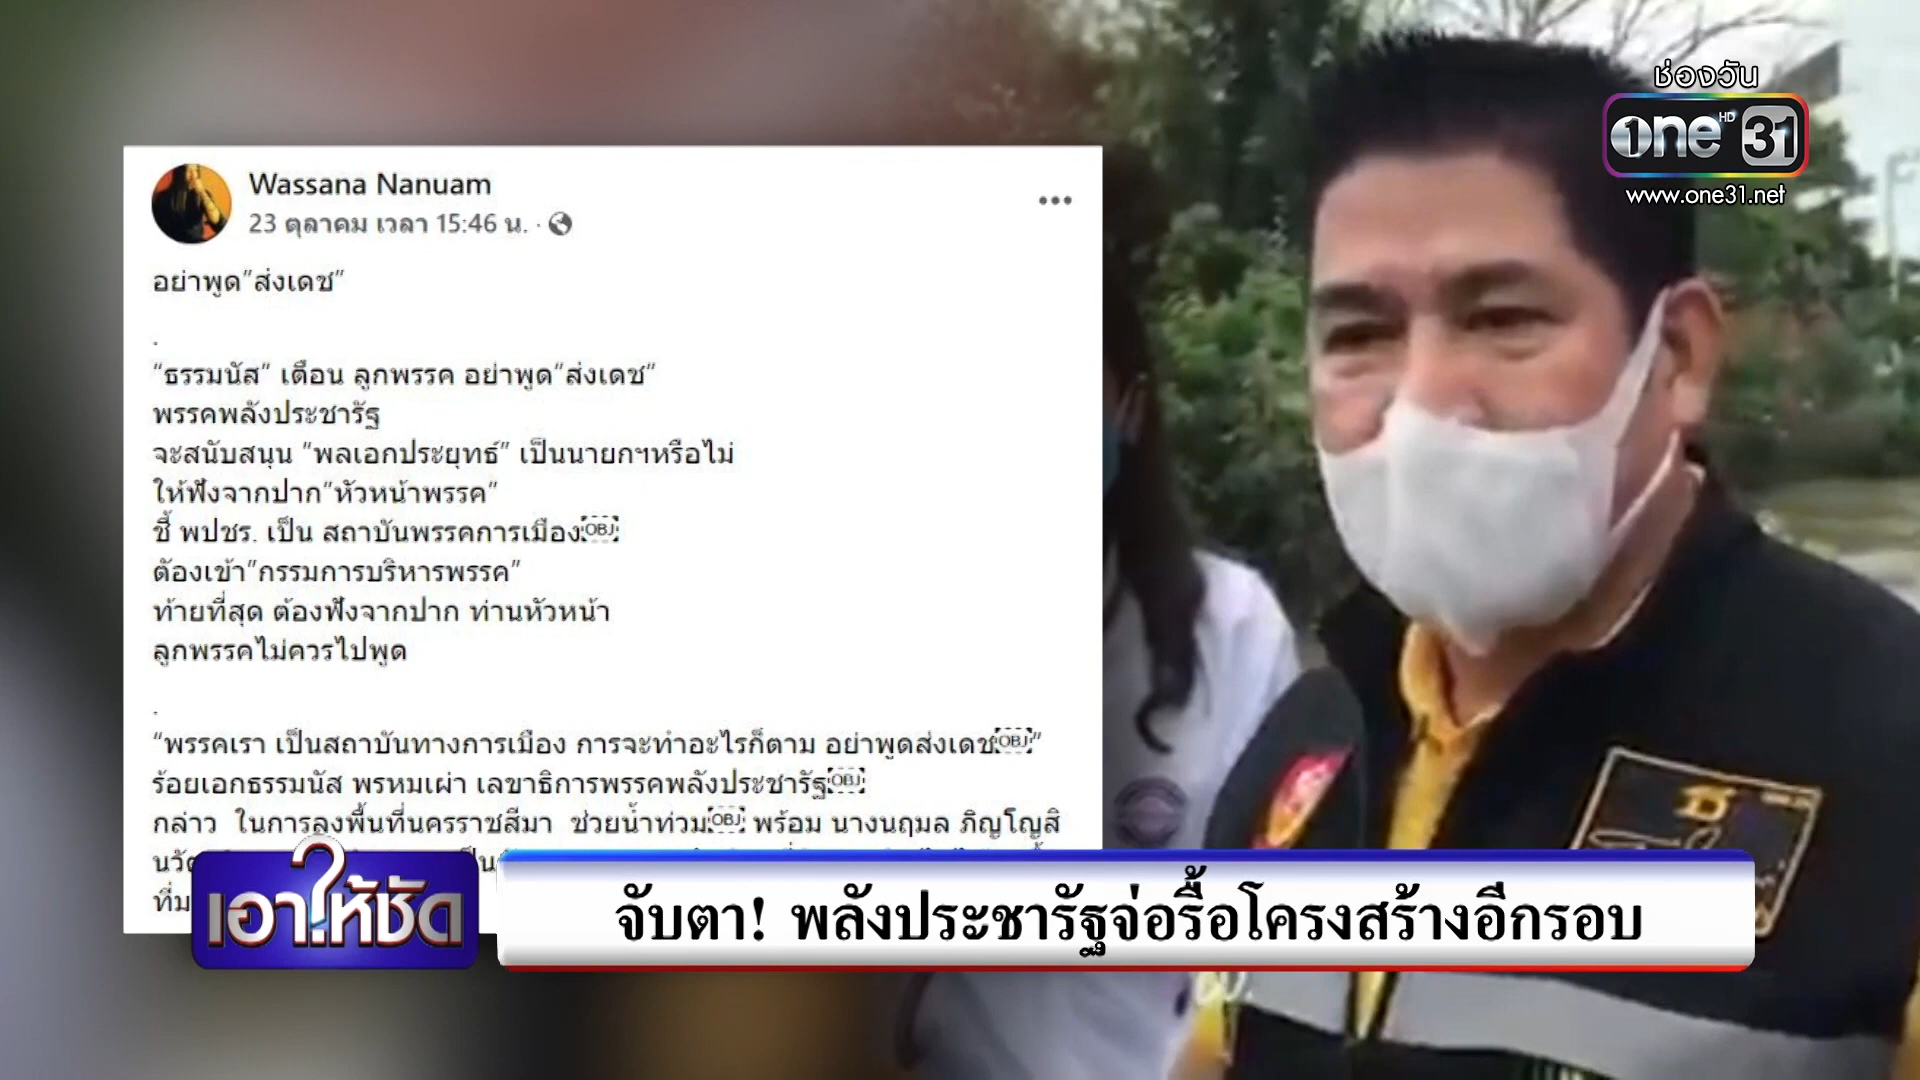 ช่องวัน
one HD 31
www.one31.net
Wassana Nanuam
23 ตุลาคม เวลา 15:46 น. ·
อย่าพูด"ส่งเดช"
.
"ธรรมนัส" เตือน ลูกพรรค อย่าพูด"ส่งเดช"
พรรคพลังประชารัฐ
จะสนับสนุน "พลเอกประยุทธ์" เป็นนายกฯหรือไม่
ให้ฟังจากปาก"หัวหน้าพรรค"
ชี้ พปชร. เป็น สถาบันพรรคการเมือง￼
ต้องเข้า"กรรมการบริหารพรรค"
ท้ายที่สุด ต้องฟังจากปาก ท่านหัวหน้า
ลูกพรรคไม่ควรไปพูด
.
"พรรคเรา เป็นสถาบันทางการเมือง การจะทำอะไรก็ตาม อย่าพูดส่งเดช￼"
ร้อยเอกธรรมนัส พรหมเผ่า เลขาธิการพรรคพลังประชารัฐ￼
กล่าว ในการลงพื้นที่นครราชสีมา ช่วยน้ำท่วม￼ พร้อม นางนฤมล ภิญโญสิ
เอาให้ชัด
จับตา! พลังประชารัฐจ่อรื้อโครงสร้างอีกรอบ